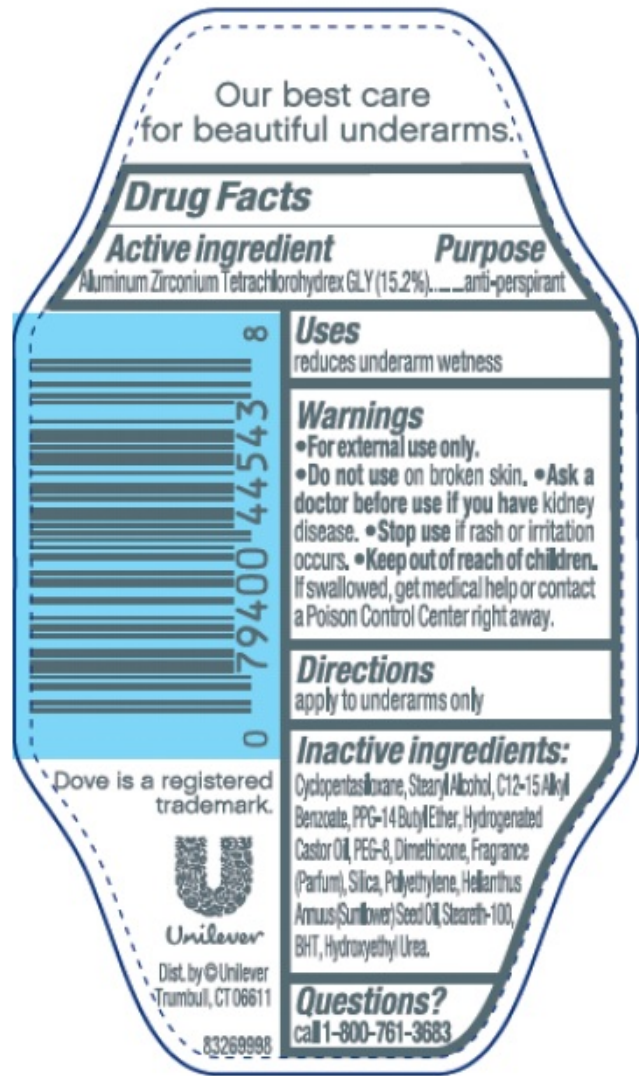 Our best care
for beautiful underarms.
Drug Facts
Active ingredient Purpose
Aluminum Zirconium Tetrachlorohydrex GLY (15.2%)......anti-perspirant
Uses
reduces underarm wetness
Warnings
•For external use only.
•Do not use on broken skin. •Ask a
doctor before use if you have kidney
disease. •Stop use if rash or irritation
occurs. •Keep out of reach of children.
If swallowed, get medical help or contact
a Poison Control Center right away.
Directions
apply to underarms only
Inactive ingredients:
Cyclopentasiloxane, Stearyl Alcohol, C12-15 Alkyl
Benzoate, PPG-14 Butyl Ether, Hydrogenated
Castor Oil, PEG-8, Dimethicone, Fragrance
(Parfum), Silica, Polyethylene, Helianthus
Annuus (Sunflower) Seed Oil, Steareth-100,
BHT, Hydroxyethyl Urea.
Questions?
call 1-800-761-3683
0 79400 44543 8
Dove is a registered
trademark.
Unilever
Dist. by © Unilever
Trumbull, CT 06611
83269998